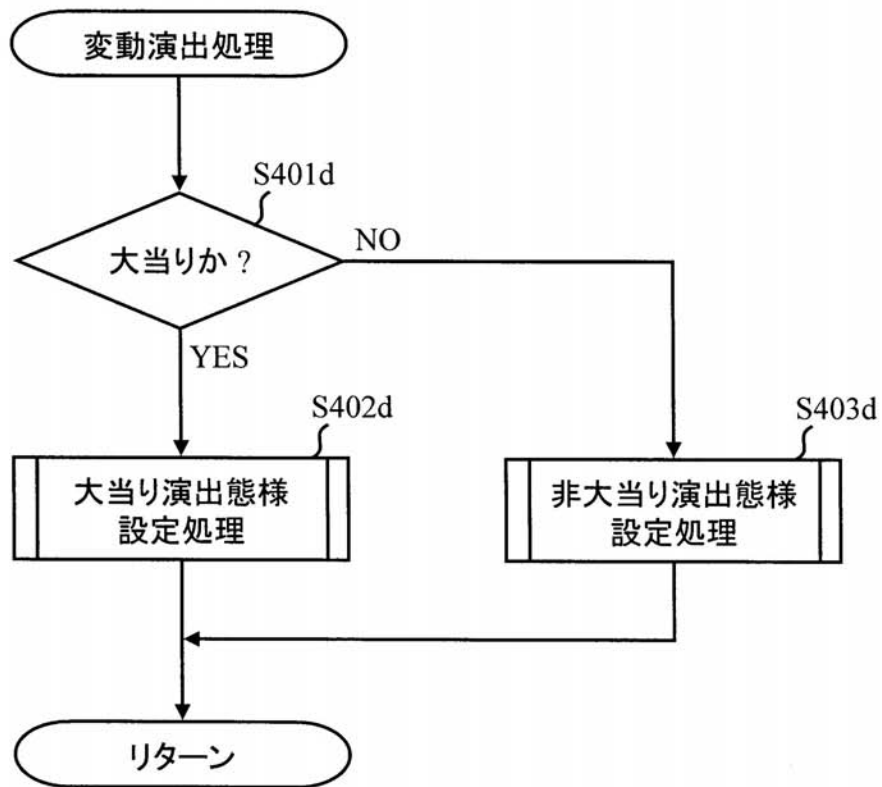 変動演出処理
S401d
大当りか？
NO
YES
S402d
大当り演出態様
設定処理
S403d
非大当り演出態様
設定処理
リターン